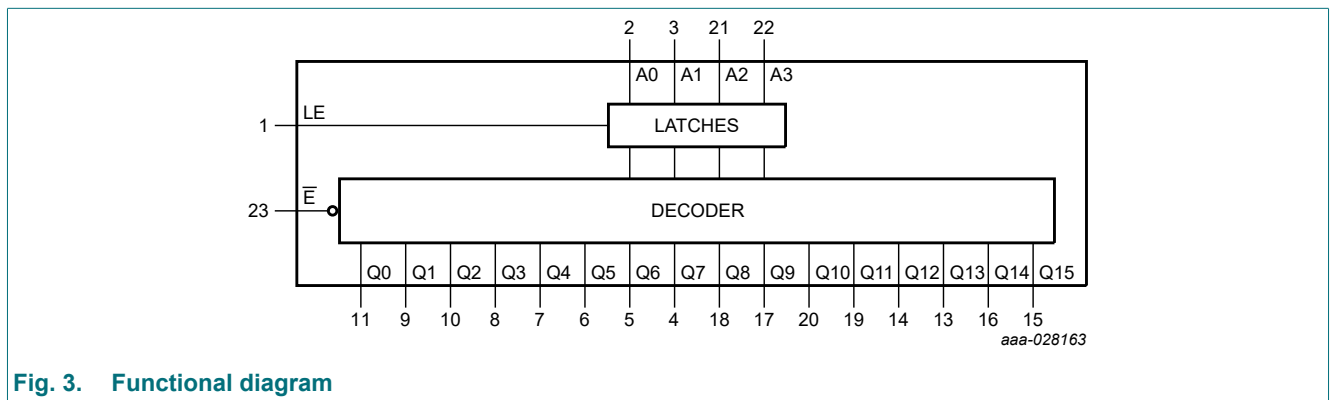 2 3 21 22
A0 A1 A2 A3
1 LE LATCHES
23 E̅ DECODER
Q0 Q1 Q2 Q3 Q4 Q5 Q6 Q7 Q8 Q9 Q10 Q11 Q12 Q13 Q14 Q15
11 9 10 8 7 6 5 4 18 17 20 19 14 13 16 15
aaa-028163
Fig. 3. Functional diagram